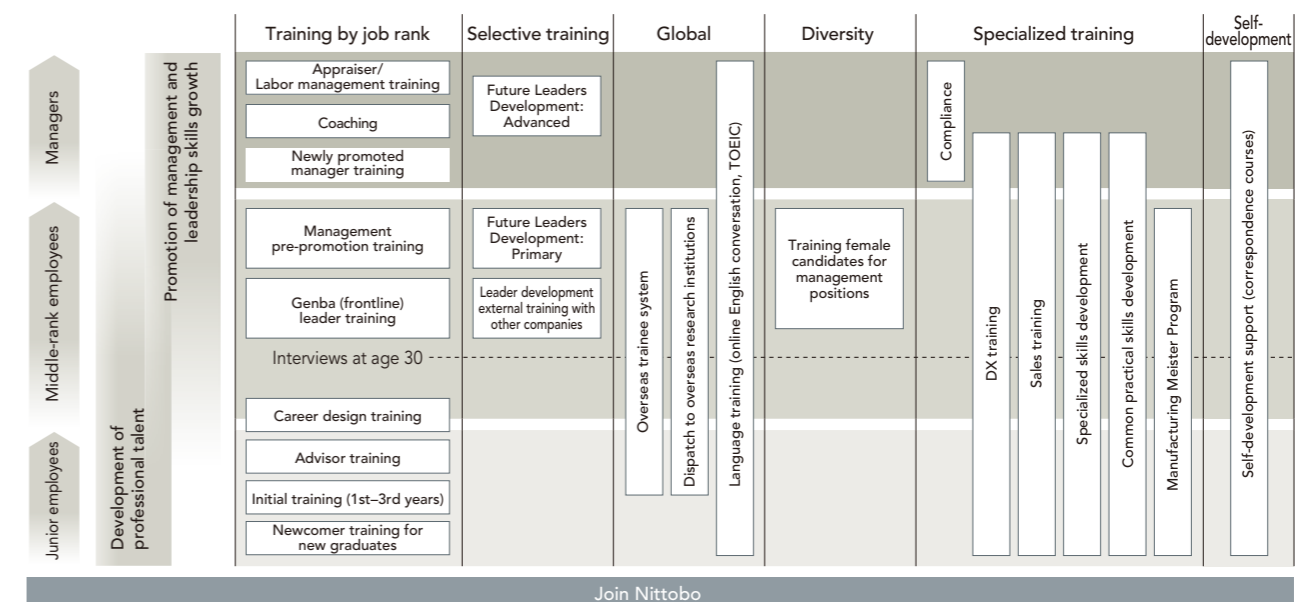 Training by job rank
Selective training
Global
Diversity
Specialized training
Self-
development
Managers
Middle-rank employees
Junior employees
Promotion of management and
leadership skills growth
Development of
professional talent
Appraiser/
Labor management training
Coaching
Newly promoted
manager training
Management
pre-promotion training
Genba (frontline)
leader training
Interviews at age 30
Career design training
Advisor training
Initial training (1st–3rd years)
Newcomer training for
new graduates
Future Leaders
Development:
Advanced
Future Leaders
Development:
Primary
Leader development
external training with
other companies
Overseas trainee system
Dispatch to overseas research institutions
Language training (online English conversation, TOEIC)
Training female
candidates for
management
positions
Compliance
DX training
Sales training
Specialized skills development
Common practical skills development
Manufacturing Meister Program
Self-development support (correspondence courses)
Join Nittobo